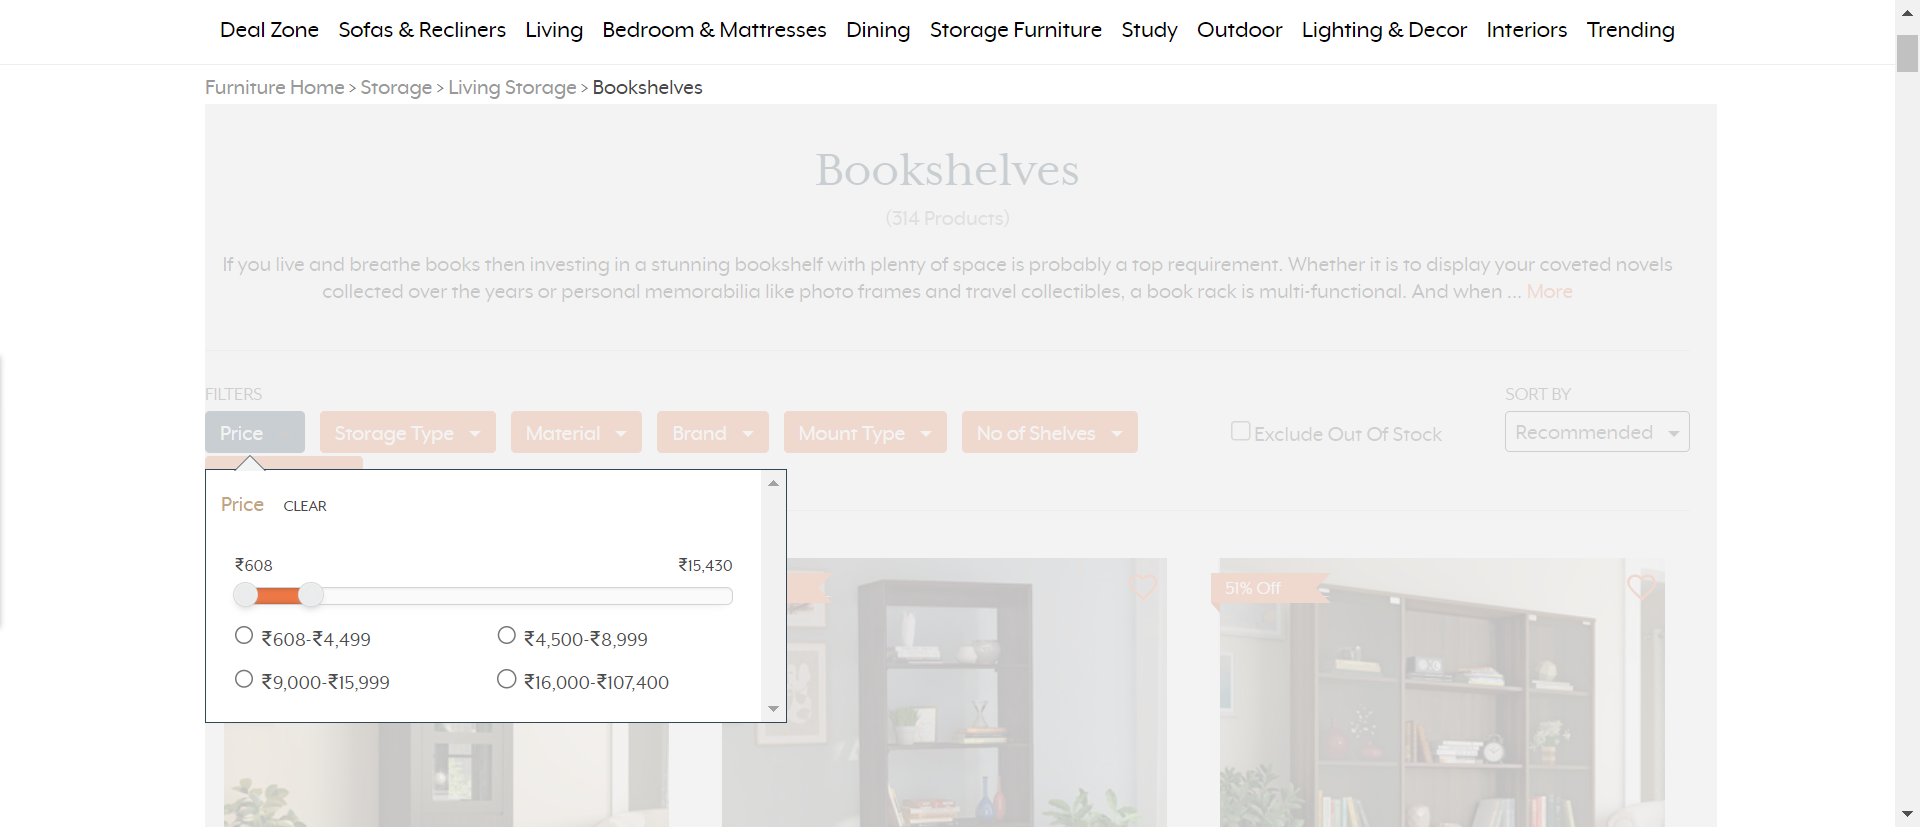 Deal Zone Sofas & Recliners Living Bedroom & Mattresses Dining Storage Furniture Study Outdoor Lighting & Decor Interiors Trending
Furniture Home > Storage > Living Storage > Bookshelves
Bookshelves
(314 Products)
If you live and breathe books then investing in a stunning bookshelf with plenty of space is probably a top requirement. Whether it is to display your coveted novels
collected over the years or personal memorabilia like photo frames and travel collectibles, a book rack is multi-functional. And when ... More
FILTERS
SORT BY
Price Storage Type Material Brand Mount Type No of Shelves Exclude Out Of Stock Recommended
Price CLEAR
₹608 ₹15,430
₹608-₹4,499 ₹4,500-₹8,999
₹9,000-₹15,999 ₹16,000-₹107,400
51% Off